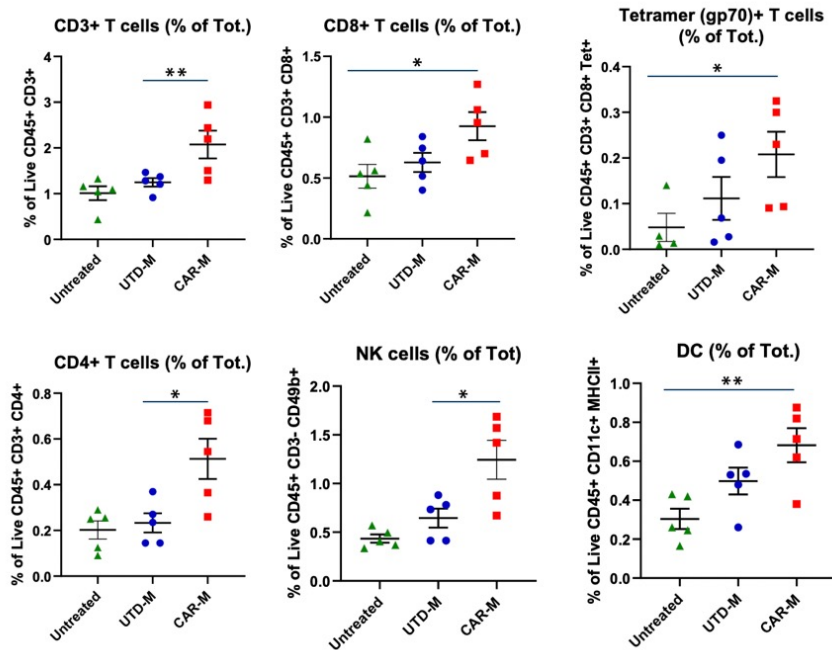 CD3+ T cells (% of Tot.)
% of Live CD45+ CD3+
4
3
2
1
0
**
Untreated
UTD-M
CAR-M
CD8+ T cells (% of Tot.)
% of Live CD45+ CD3+ CD8+
1.5
1.0
0.5
0.0
*
Untreated
UTD-M
CAR-M
Tetramer (gp70)+ T cells
(% of Tot.)
% of Live CD45+ CD3+ CD8+ Tet+
0.4
0.3
0.2
0.1
0.0
*
Untreated
UTD-M
CAR-M
CD4+ T cells (% of Tot.)
% of Live CD45+ CD3+ CD4+
0.8
0.6
0.4
0.2
0.0
*
Untreated
UTD-M
CAR-M
NK cells (% of Tot)
% of Live CD45+ CD3- CD49b+
2.0
1.5
1.0
0.5
0.0
*
Untreated
UTD-M
CAR-M
DC (% of Tot.)
% of Live CD45+ CD11c+ MHCII+
1.0
0.8
0.6
0.4
0.2
0.0
**
Untreated
UTD-M
CAR-M